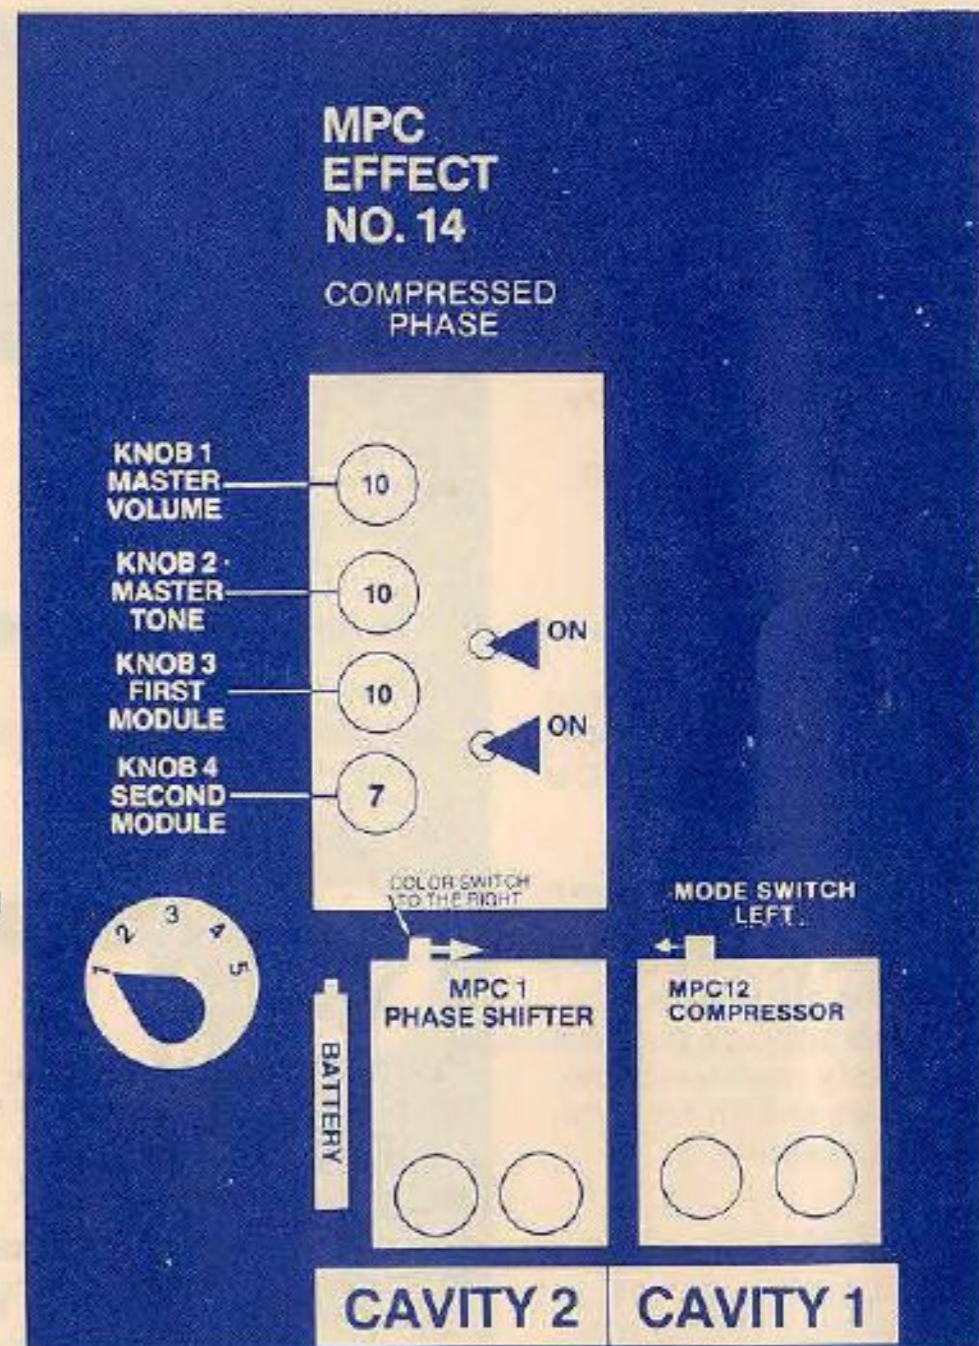 MPC
EFFECT
NO. 14
COMPRESSED
PHASE
KNOB 1
MASTER
VOLUME
10
KNOB 2
MASTER
TONE
10
ON
KNOB 3
FIRST
MODULE
10
ON
KNOB 4
SECOND
MODULE
7
COLOR SWITCH
TO THE RIGHT
MODE SWITCH
LEFT
1
2
3
4
5
BATTERY
MPC 1
PHASE SHIFTER
MPC12
COMPRESSOR
CAVITY 2
CAVITY 1